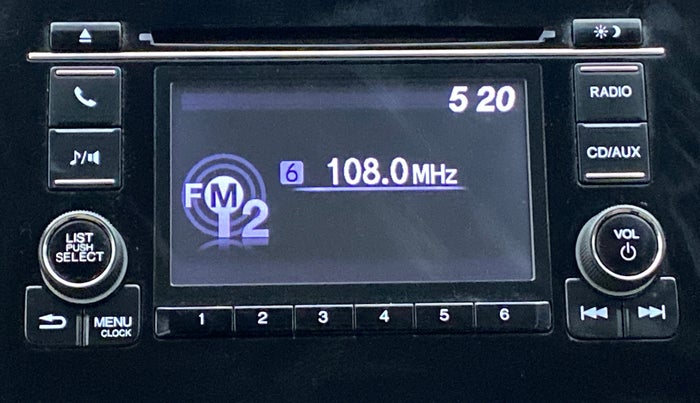 5 20
RADIO
CD/AUX
6 108.0 MHz
FM 2
LIST
PUSH
SELECT
VOL
MENU
CLOCK
1 2 3 4 5 6